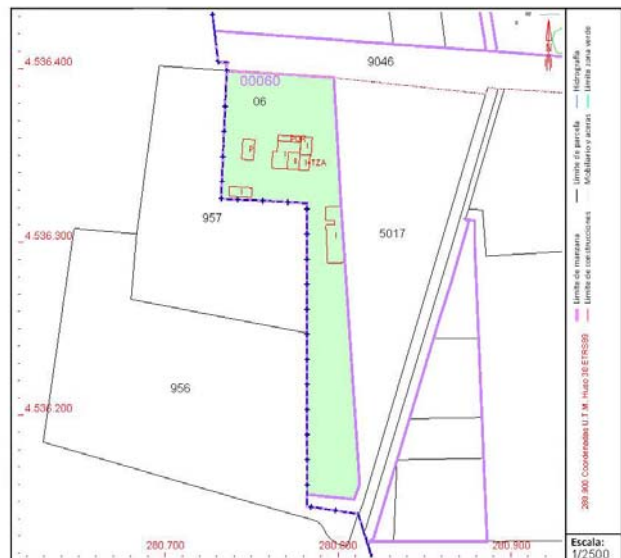 4.536.400
4.536.300
4.536.200
280.700
280.800
280.900
9046
00060
06
POR
P
I
I
II
I+TZA
I
I
957
5017
956
Límite de manzana
Límite de parcela
Hidrografía
Límite de construcciones
Mobiliario y aceras
Límite zona verde
280.900 Coordenadas U.T.M. Huso 30 ETRS89
Escala:
1/2500